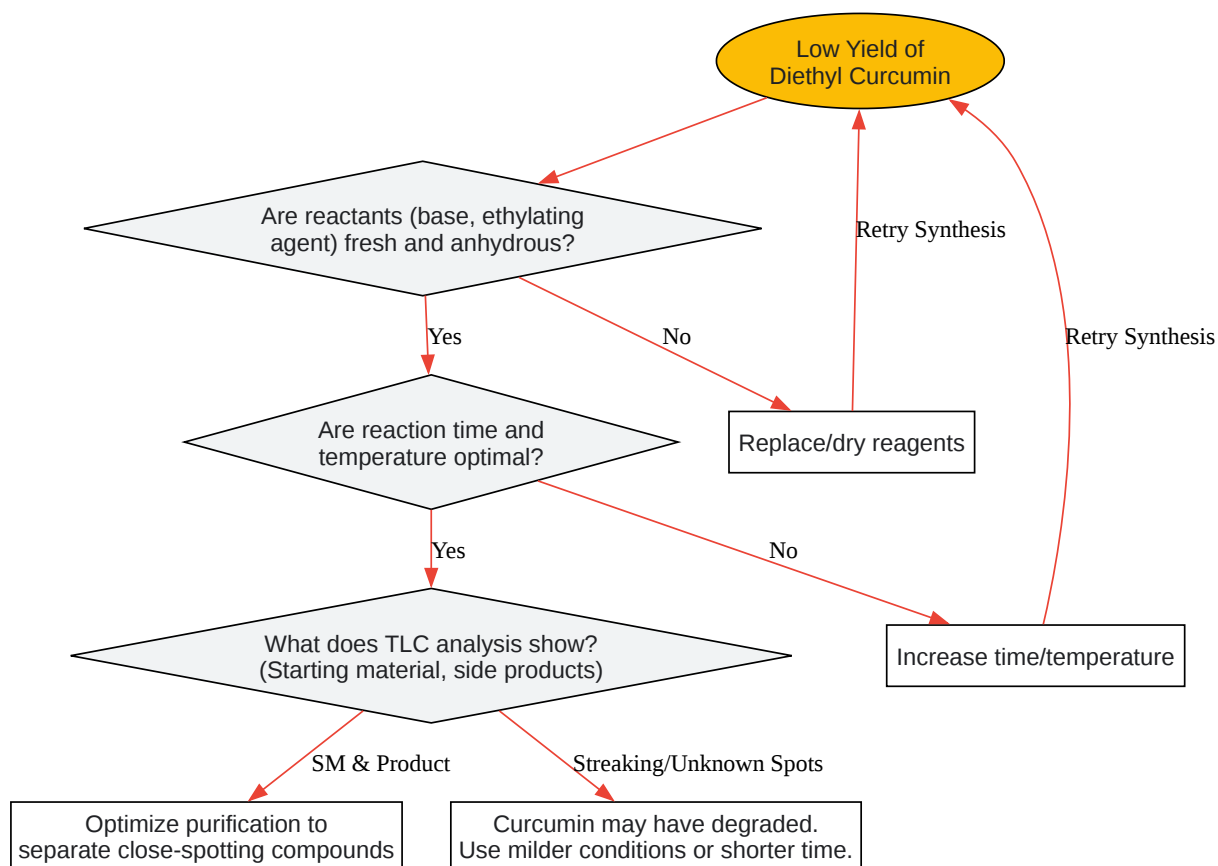 Low Yield of
Diethyl Curcumin
Are reactants (base, ethylating
agent) fresh and anhydrous?
Retry Synthesis
Yes
No
Retry Synthesis
Are reaction time and
temperature optimal?
Replace/dry reagents
Yes
No
What does TLC analysis show?
(Starting material, side products)
Increase time/temperature
SM & Product
Streaking/Unknown Spots
Optimize purification to
separate close-spotting compounds
Curcumin may have degraded.
Use milder conditions or shorter time.